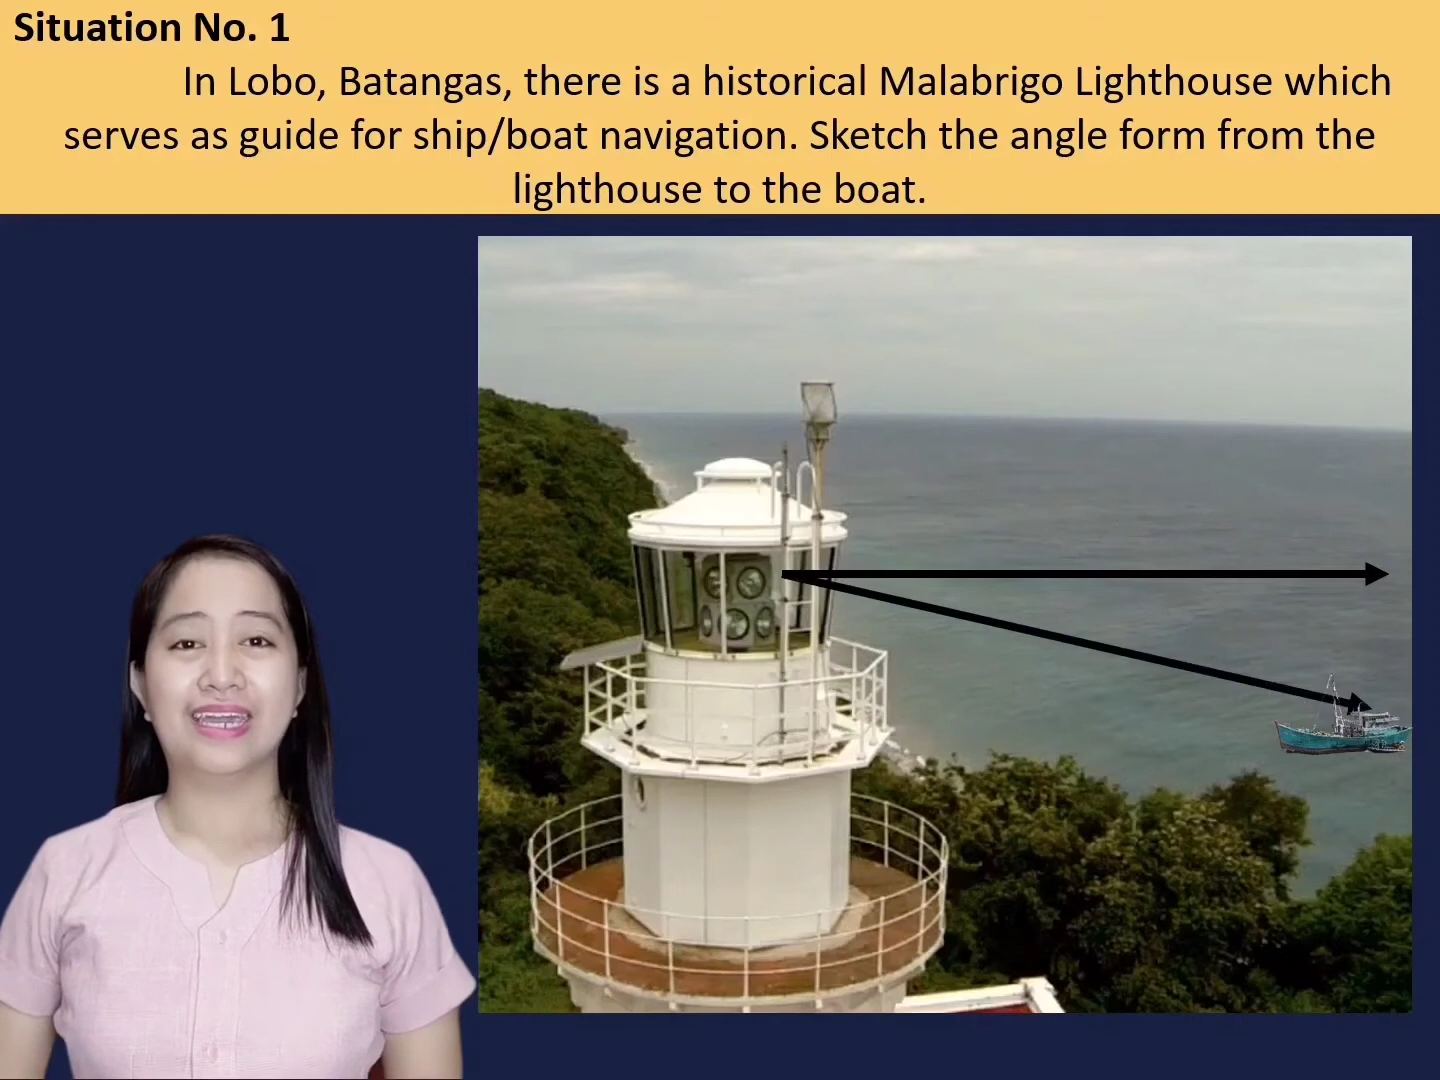 Situation No. 1
In Lobo, Batangas, there is a historical Malabrigo Lighthouse which
serves as guide for ship/boat navigation. Sketch the angle form from the
lighthouse to the boat.